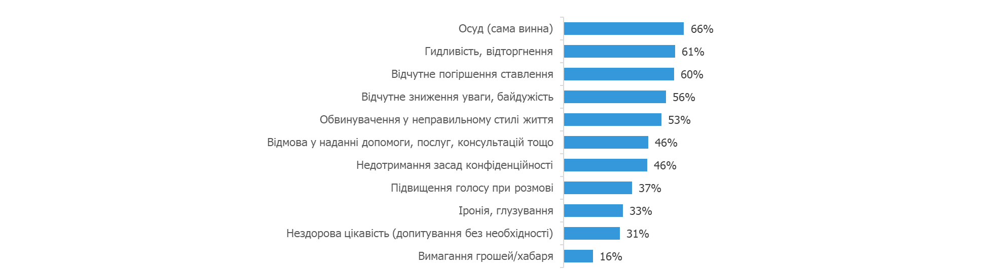 Осуд (сама винна) 66%
Гидливість, відторгнення 61%
Відчутне погіршення ставлення 60%
Відчутне зниження уваги, байдужість 56%
Обвинувачення у неправильному стилі життя 53%
Відмова у наданні допомоги, послуг, консультацій тощо 46%
Недотримання засад конфіденційності 46%
Підвищення голосу при розмові 37%
Іронія, глузування 33%
Нездорова цікавість (допитування без необхідності) 31%
Вимагання грошей/хабаря 16%